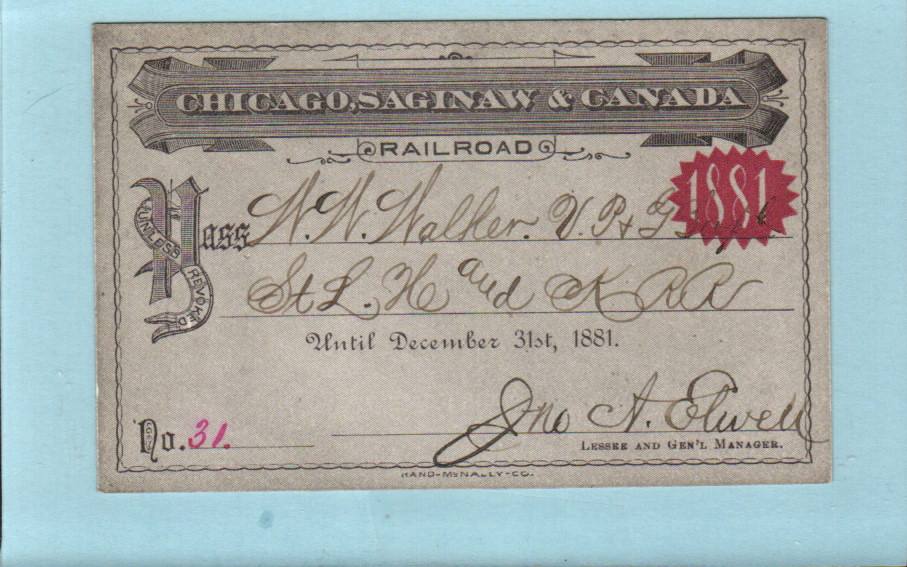 CHICAGO, SAGINAW & CANADA
RAILROAD
1881
Pass W. W. Walker. V. P. & G Supt.
UNLESS REVOKED
St L. H and K R R
Until December 31st, 1881.
Jno A. Elwell
No. 31.
LESSEE AND GEN'L MANAGER.
RAND-McNALLY-CO.